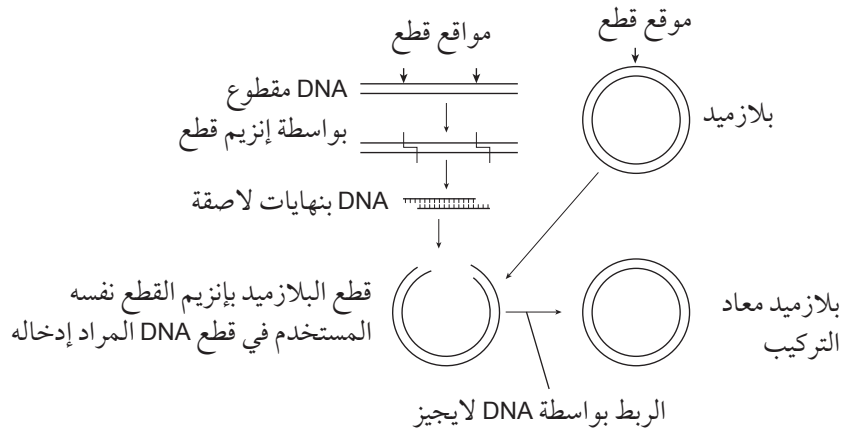 موقع قطع
مواقع قطع
DNA مقطوع
بواسطة إنزيم قطع
بلازميد
DNA بنهايات لاصقة
قطع البلازميد بإنزيم القطع نفسه
المستخدم في قطع DNA المراد إدخاله
بلازميد معاد
التركيب
الربط بواسطة DNA لايجيز